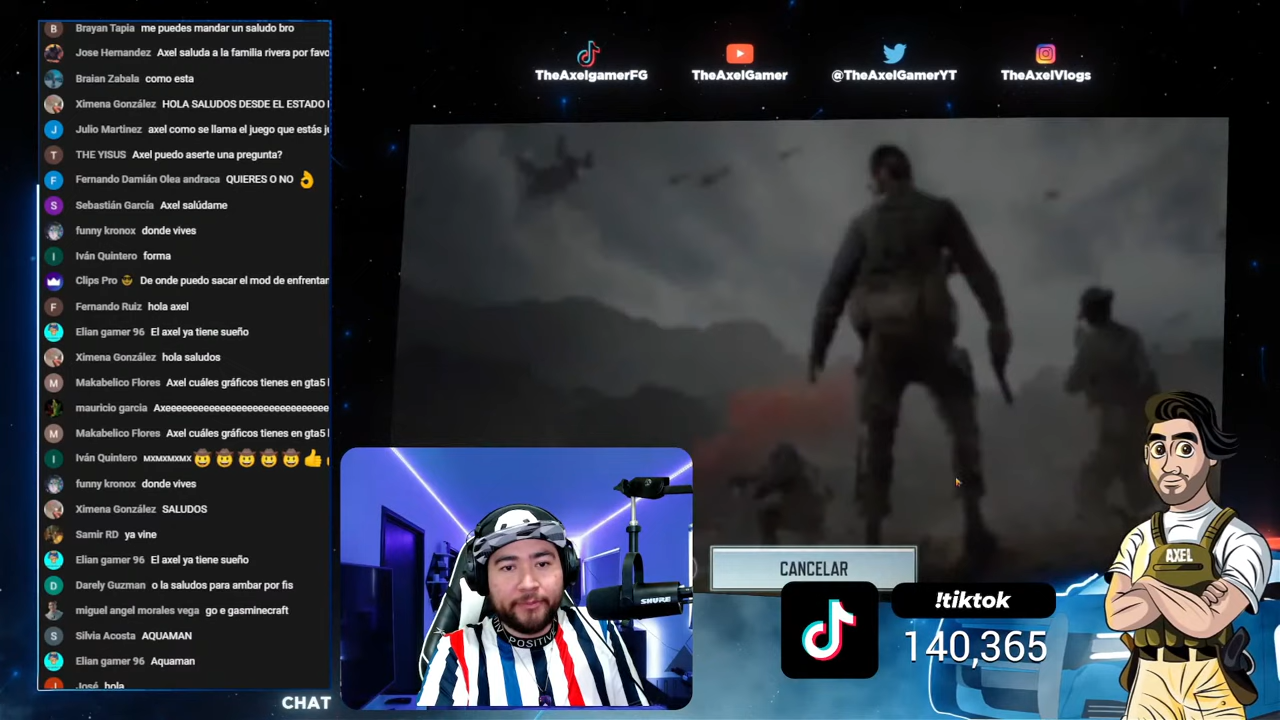 Brayan Tapia me puedes mandar un saludo bro
Jose Hernandez Axel saluda a la familia rivera por favo
Braian Zabala como esta
Ximena González HOLA SALUDOS DESDE EL ESTADO
Julio Martinez axel como se llama el juego que estás
THE YISUS Axel puedo aserte una pregunta?
Fernando Damián Olea andraca QUIERES O NO 👌
Sebastián García Axel salúdame
funny kronox donde vives
Iván Quintero forma
Clips Pro 😎 De onde puedo sacar el mod de enfrentar
Fernando Ruiz hola axel
Elian gamer 96 El axel ya tiene sueño
Ximena González hola saludos
Makabelico Flores Axel cuáles gráficos tienes en gta5
mauricio garcia Axeeeeeeeeeeeeeeeeeeeeeeeeeeeee
Makabelico Flores Axel cuáles gráficos tienes en gta5
Iván Quintero мхмхмхмх 🤠 🤠 🤠 🤠 🤠 👍
funny kronox donde vives
Ximena González SALUDOS
Samir RD ya vine
Elian gamer 96 El axel ya tiene sueño
Darely Guzman o la saludos para ambar por fis
miguel angel morales vega go e gasminecraft
Silvia Acosta AQUAMAN
Elian gamer 96 Aquaman
José hola
CHAT
TheAxelgamerFG
TheAxelGamer
@TheAxelGamerYT
TheAxelVlogs
CANCELAR
!tiktok
140,365
AXEL
SHURE
POSITIVE